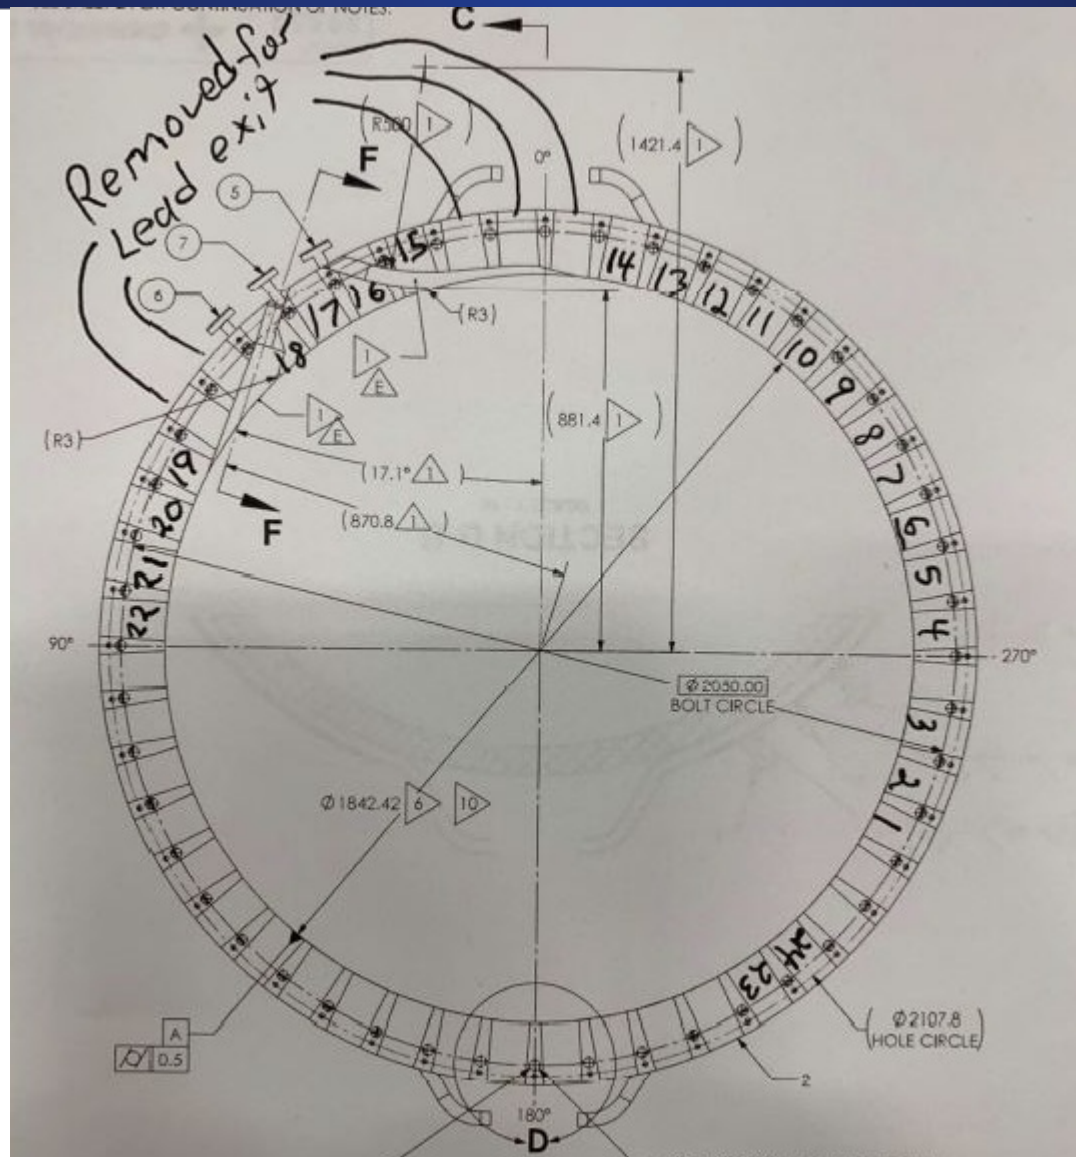 C
Removed for
Lead exit
(R500 1)
(1421.4 1)
0°
F
5
7
6
15
14
13
12
11
10
9
8
7
6
5
4
3
2
1
16
17
18
(R3)
1
E
(R3)
1
E
(881.4 1)
(17.1° 1)
(870.8 1)
F
19
20
21
22
90°
270°
Ø2050.00
BOLT CIRCLE
Ø1842.42 6 10
24
23
A
0.5
(Ø2107.8
HOLE CIRCLE)
2
180°
D